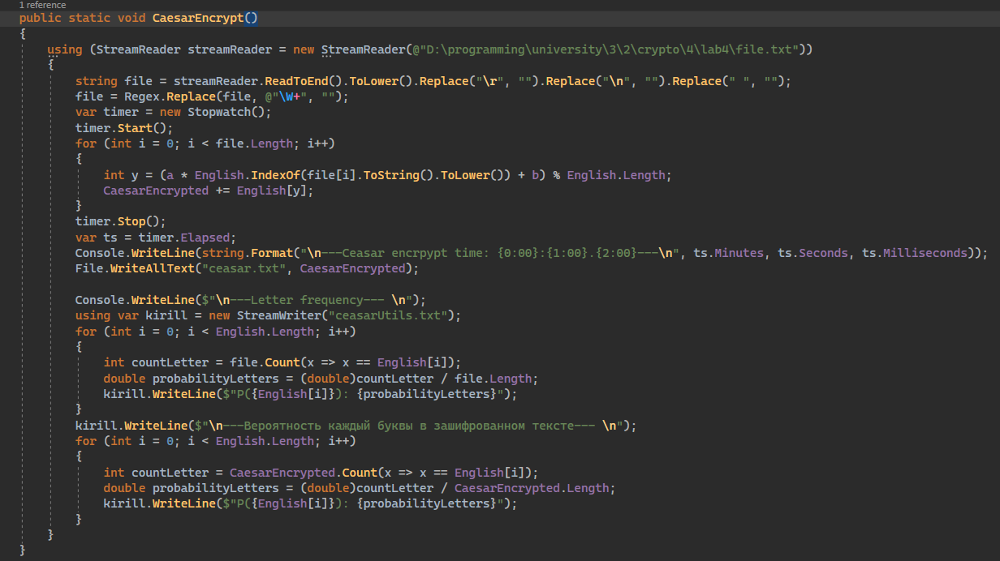 1 reference
public static void CaesarEncrypt()
{
using (StreamReader streamReader = new StreamReader(@"D:\programming\university\3\2\crypto\4\lab4\file.txt"))
{
string file = streamReader.ReadToEnd().ToLower().Replace("\r", "").Replace("\n", "").Replace(" ", "");
file = Regex.Replace(file, @"\W+", "");
var timer = new Stopwatch();
timer.Start();
for (int i = 0; i < file.Length; i++)
{
int y = (a * English.IndexOf(file[i].ToString().ToLower()) + b) % English.Length;
CaesarEncrypted += English[y];
}
timer.Stop();
var ts = timer.Elapsed;
Console.WriteLine(string.Format("\n---Ceasar encrpypt time: {0:00}:{1:00}.{2:00}---\n", ts.Minutes, ts.Seconds, ts.Milliseconds));
File.WriteAllText("ceasar.txt", CaesarEncrypted);
Console.WriteLine($"\n---Letter frequency--- \n");
using var kirill = new StreamWriter("ceasarUtils.txt");
for (int i = 0; i < English.Length; i++)
{
int countLetter = file.Count(x => x == English[i]);
double probabilityLetters = (double)countLetter / file.Length;
kirill.WriteLine($"P({English[i]}): {probabilityLetters}");
}
kirill.WriteLine($"\n---Вероятность каждый буквы в зашифрованном тексте--- \n");
for (int i = 0; i < English.Length; i++)
{
int countLetter = CaesarEncrypted.Count(x => x == English[i]);
double probabilityLetters = (double)countLetter / CaesarEncrypted.Length;
kirill.WriteLine($"P({English[i]}): {probabilityLetters}");
}
}
}